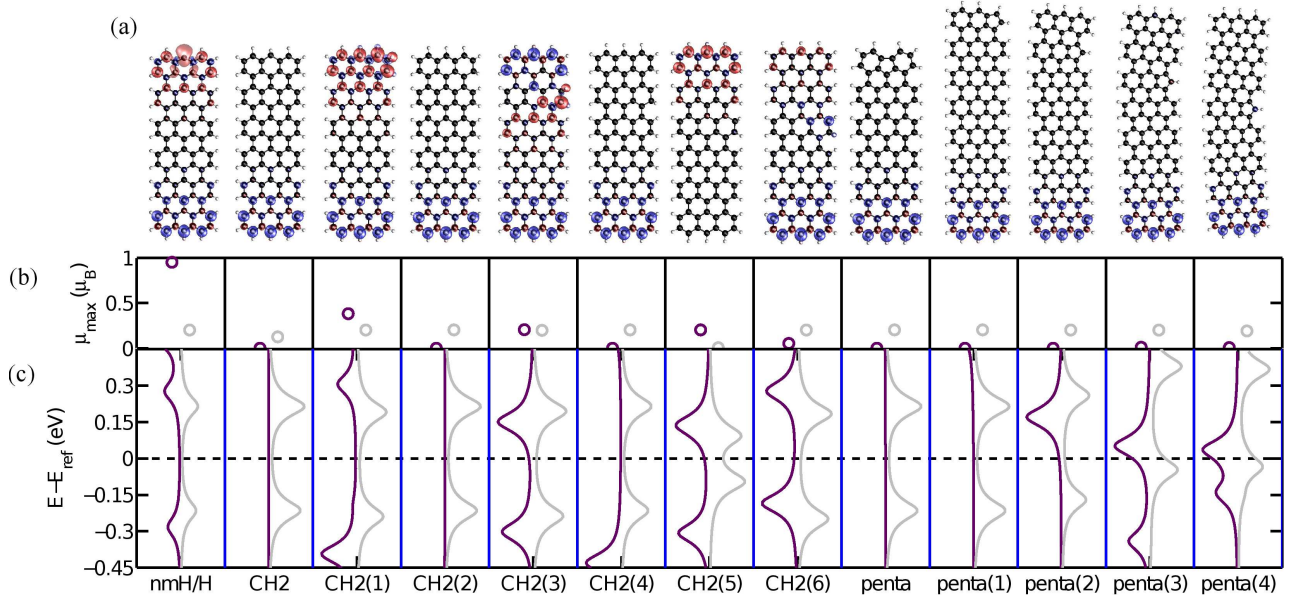 (a)
(b)
μmax (μB)
1
0.5
0
(c)
E−Eref (eV)
0.3
0.15
0
−0.15
−0.3
−0.45
nmH/H CH2 CH2(1) CH2(2) CH2(3) CH2(4) CH2(5) CH2(6) penta penta(1) penta(2) penta(3) penta(4)